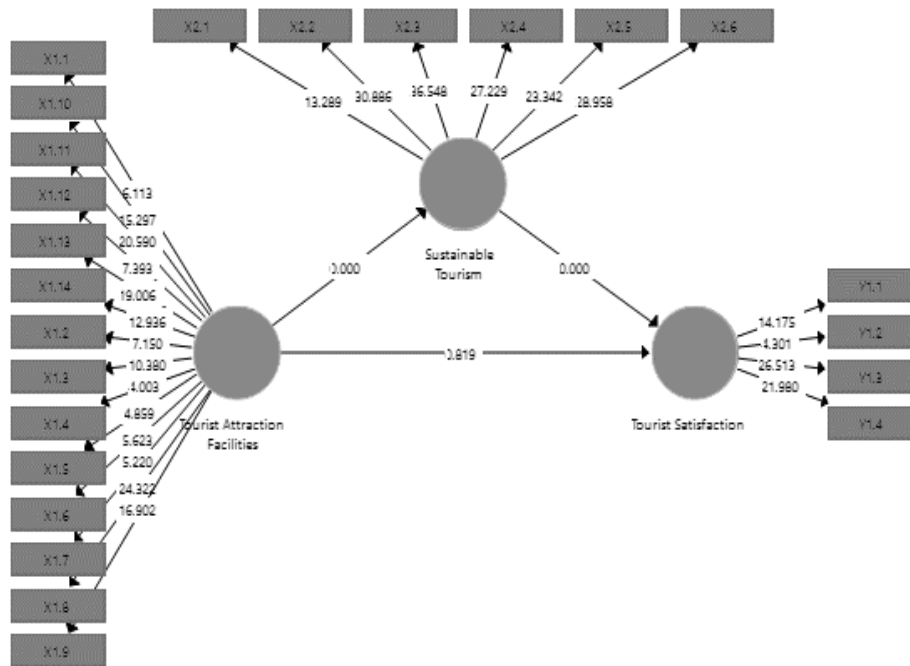 X2.1 X2.2 X2.3 X2.4 X2.5 X2.6
X1.1
X1.10
X1.11
X1.12
X1.13
X1.14
X1.2
X1.3
X1.4
X1.5
X1.6
X1.7
X1.8
X1.9
13.289 30.886 36.548 27.229 23.342 28.958
6.113
15.297
20.590
7.393
19.006
12.936
7.150
10.380
4.003
4.859
5.623
5.220
24.322
16.902
Sustainable
Tourism
0.000
0.000
0.819
Tourist Attraction
Facilities
Tourist Satisfaction
14.175
4.301
26.513
21.980
Y1.1
Y1.2
Y1.3
Y1.4